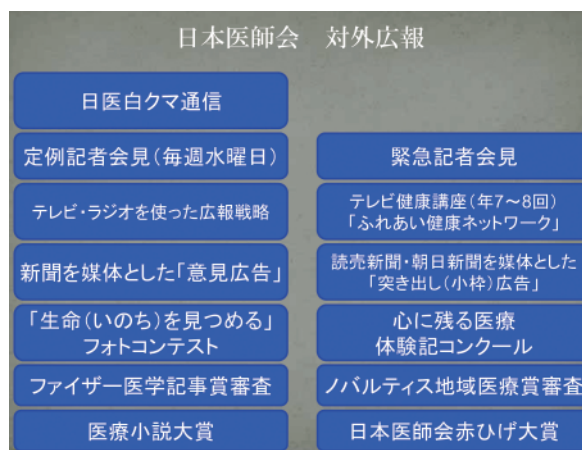 日本医師会　対外広報
日医白クマ通信
定例記者会見（毎週水曜日）
緊急記者会見
テレビ・ラジオを使った広報戦略
テレビ健康講座（年7～8回）
「ふれあい健康ネットワーク」
新聞を媒体とした「意見広告」
読売新聞・朝日新聞を媒体とした
「突き出し（小枠）広告」
「生命（いのち）を見つめる」
フォトコンテスト
心に残る医療
体験記コンクール
ファイザー医学記事賞審査
ノバルティス地域医療賞審査
医療小説大賞
日本医師会赤ひげ大賞